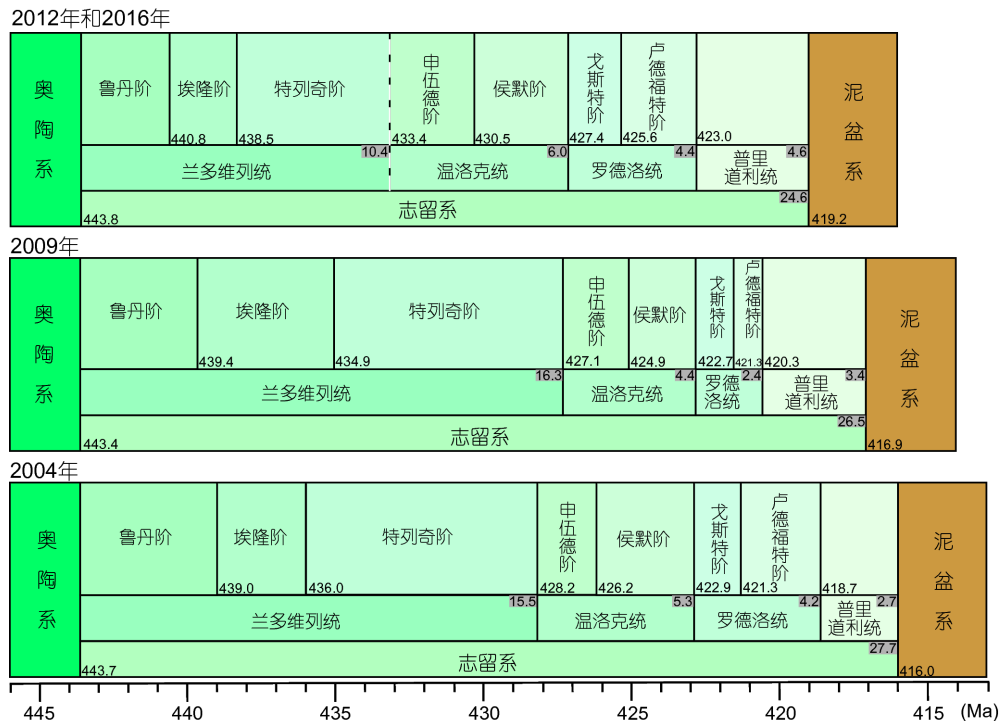 2012年和2016年
奥陶系
鲁丹阶
埃隆阶
特列奇阶
申伍德阶
侯默阶
戈斯特阶
卢德福特阶
泥盆系
440.8
438.5
433.4
430.5
427.4
425.6
423.0
10.4
6.0
4.4
4.6
兰多维列统
温洛克统
罗德洛统
普里
道利统
24.6
志留系
443.8
419.2
2009年
奥陶系
鲁丹阶
埃隆阶
特列奇阶
申伍德阶
侯默阶
戈斯特阶
卢德福特阶
泥盆系
439.4
434.9
427.1
424.9
422.7
421.3
420.3
16.3
4.4
2.4
3.4
兰多维列统
温洛克统
罗德
洛统
普里
道利统
26.5
志留系
443.4
416.9
2004年
奥陶系
鲁丹阶
埃隆阶
特列奇阶
申伍德阶
侯默阶
戈斯特阶
卢德福特阶
泥盆系
439.0
436.0
428.2
426.2
422.9
421.3
418.7
15.5
5.3
4.2
2.7
兰多维列统
温洛克统
罗德洛统
普里
道利统
27.7
志留系
443.7
416.0
445 440 435 430 425 420 415 (Ma)